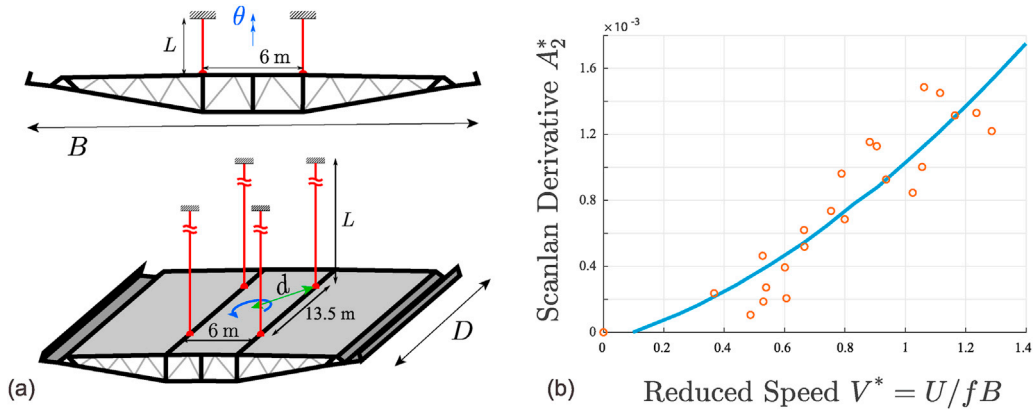 θ
L
6 m
B
L
d
13.5 m
6 m
D
(a)
×10⁻³
Scanlan Derivative A₂*
1.6
1.2
0.8
0.4
0
0 0.2 0.4 0.6 0.8 1 1.2 1.4
(b) Reduced Speed V* = U/fB